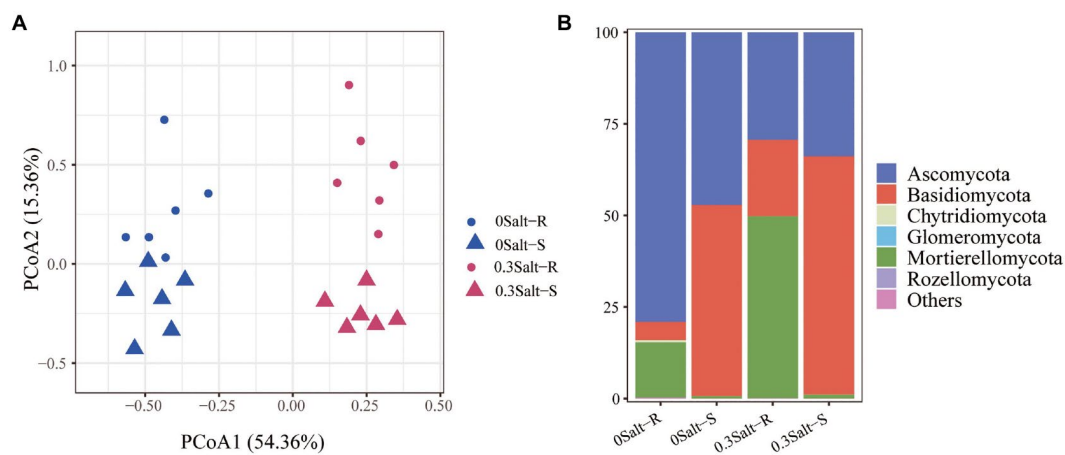 A
PCoA2 (15.36%)
1.0
0.5
0.0
−0.5
−0.50
−0.25
0.00
0.25
0.50
PCoA1 (54.36%)
0Salt−R
0Salt−S
0.3Salt−R
0.3Salt−S
B
100
75
50
25
0
0Salt−R
0Salt−S
0.3Salt−R
0.3Salt−S
Ascomycota
Basidiomycota
Chytridiomycota
Glomeromycota
Mortierellomycota
Rozellomycota
Others